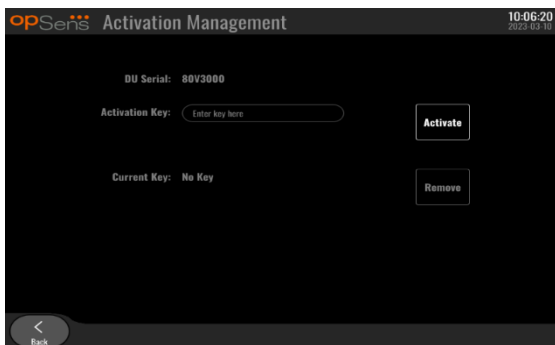 opSens Activation Management
10:06:20
2023-03-10
DU Serial: 80V3000
Activation Key: Enter key here
Activate
Current Key: No Key
Remove
Back